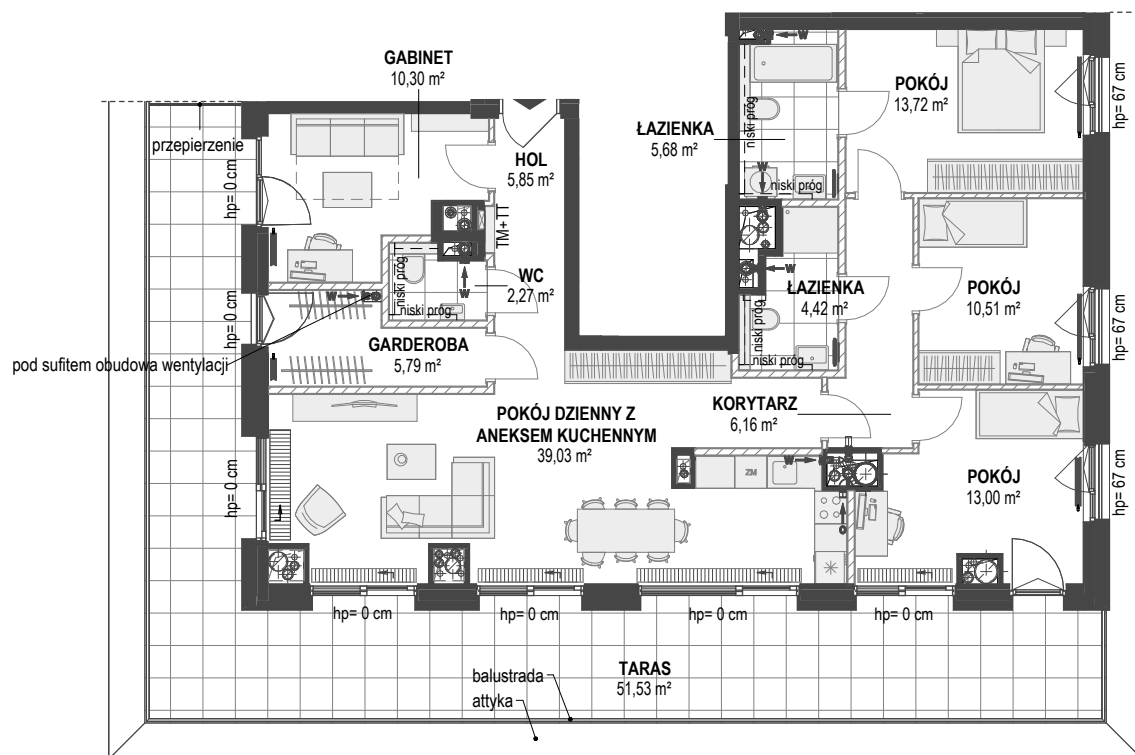 GABINET
10,30 m²
przepierzenie
hp= 0 cm
HOL
5,85 m²
TM+TT
ŁAZIENKA
5,68 m²
niski próg
niski próg
W
W
POKÓJ
13,72 m²
hp= 67 cm
WC
2,27 m²
niski próg
niski próg
W
W
hp= 0 cm
GARDEROBA
5,79 m²
pod sufitem obudowa wentylacji
ŁAZIENKA
4,42 m²
niski próg
niski próg
W
POKÓJ
10,51 m²
hp= 67 cm
POKÓJ DZIENNY Z
ANEKSEM KUCHENNYM
39,03 m²
KORYTARZ
6,16 m²
ZM
W
POKÓJ
13,00 m²
hp= 67 cm
hp= 0 cm
hp= 0 cm
hp= 0 cm
hp= 0 cm
hp= 0 cm
TARAS
51,53 m²
balustrada
attyka